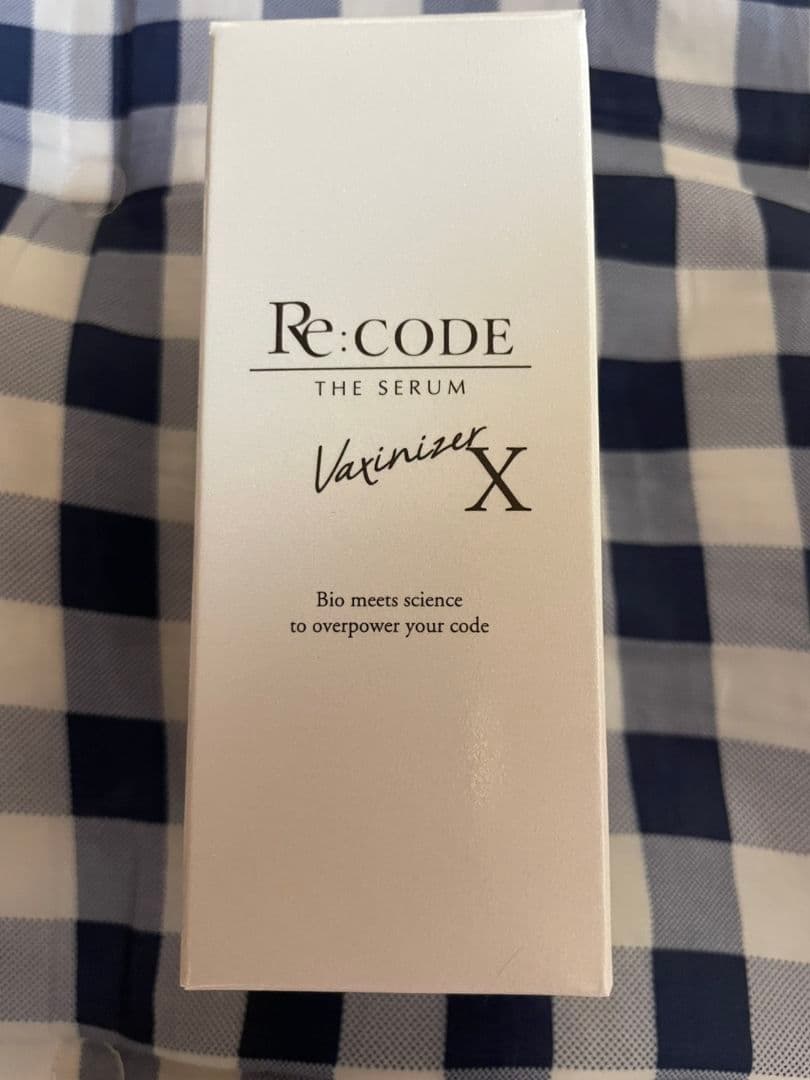 Re:CODE
THE SERUM
Vaxinizer X
Bio meets science
to overpower your code